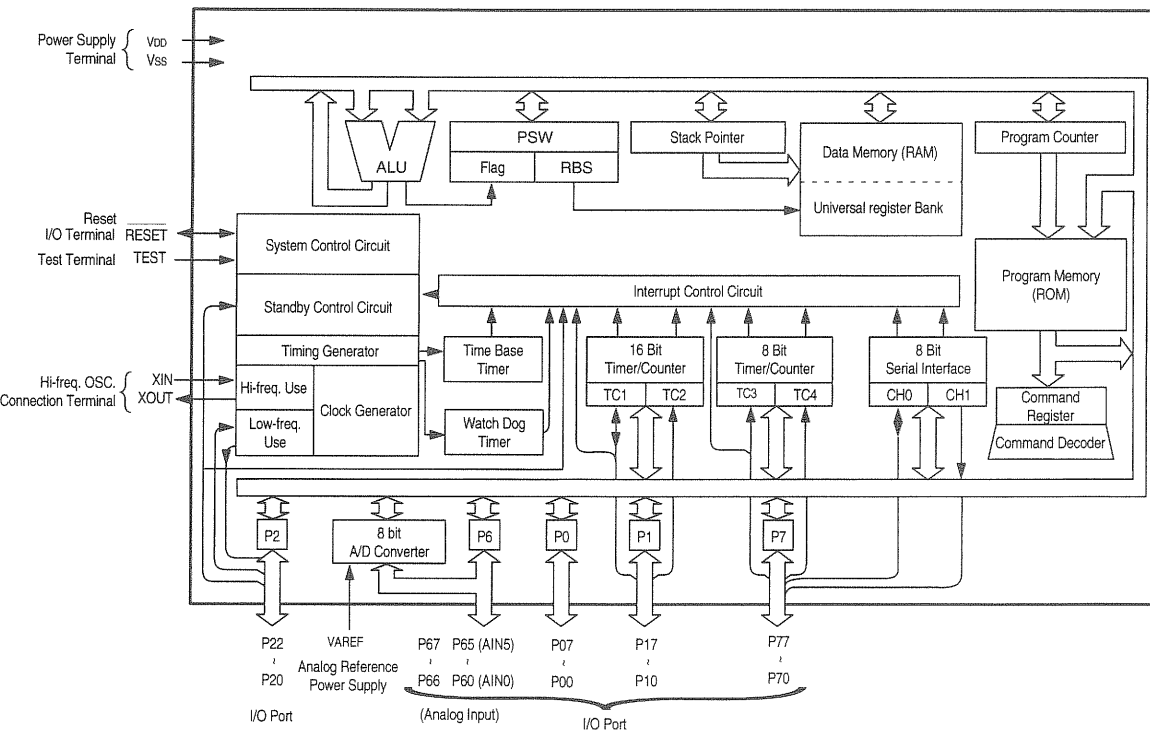 Power Supply
Terminal
VDD
VSS
PSW
Stack Pointer
Data Memory (RAM)
Program Counter
ALU
Flag
RBS
Universal register Bank
Reset
I/O Terminal
RESET
Test Terminal
TEST
System Control Circuit
Standby Control Circuit
Interrupt Control Circuit
Program Memory
(ROM)
Timing Generator
Time Base
Timer
16 Bit
Timer/Counter
TC1
TC2
8 Bit
Timer/Counter
TC3
TC4
8 Bit
Serial Interface
CH0
CH1
Hi-freq. OSC.
Connection Terminal
XIN
XOUT
Hi-freq. Use
Clock Generator
Low-freq.
Use
Watch Dog
Timer
Command
Register
Command Decoder
P2
8 bit
A/D Converter
P6
P0
P1
P7
P22
~
P20
I/O Port
VAREF
Analog Reference
Power Supply
P67
~
P66
P65 (AIN5)
~
P60 (AIN0)
(Analog Input)
P07
~
P00
P17
~
P10
P77
~
P70
I/O Port